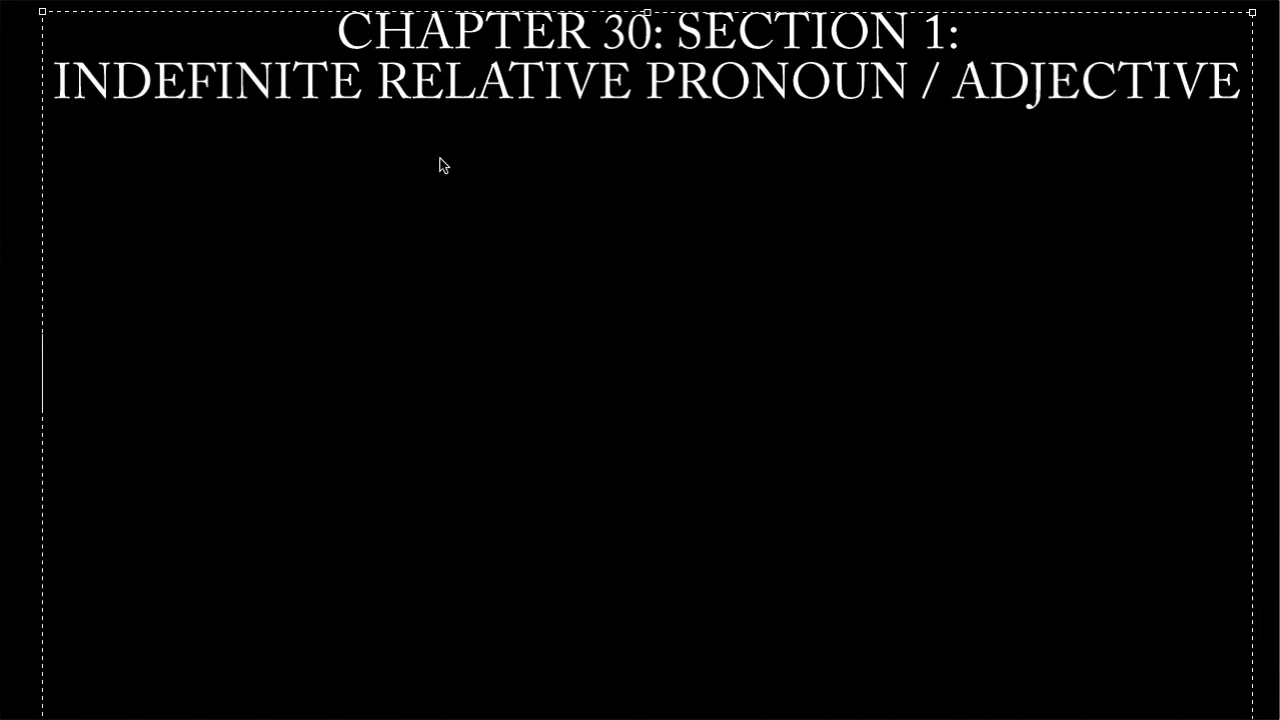 CHAPTER 30: SECTION 1:
INDEFINITE RELATIVE PRONOUN / ADJECTIVE